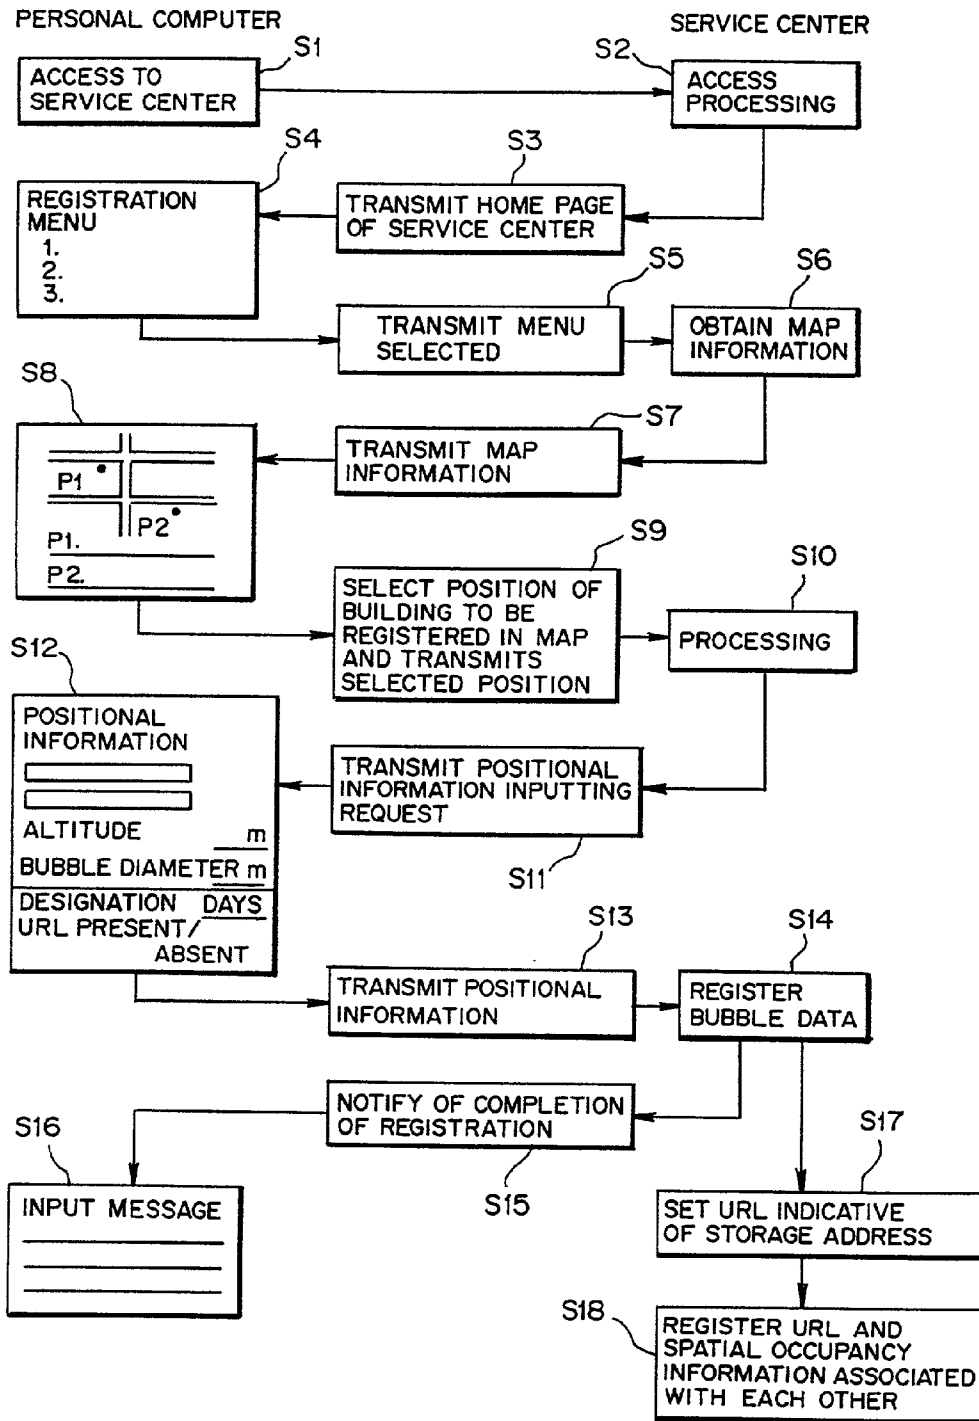 PERSONAL COMPUTER
SERVICE CENTER
S1
S2
ACCESS TO
SERVICE CENTER
ACCESS
PROCESSING
S4
S3
REGISTRATION
MENU
1.
2.
3.
TRANSMIT HOME PAGE
OF SERVICE CENTER
S5
S6
TRANSMIT MENU
SELECTED
OBTAIN MAP
INFORMATION
S8
S7
P1
P2
P1.
P2.
TRANSMIT MAP
INFORMATION
S9
S10
SELECT POSITION OF
BUILDING TO BE
REGISTERED IN MAP
AND TRANSMITS
SELECTED POSITION
PROCESSING
S12
POSITIONAL
INFORMATION
ALTITUDE m
BUBBLE DIAMETER m
DESIGNATION DAYS
URL PRESENT/
ABSENT
TRANSMIT POSITIONAL
INFORMATION INPUTTING
REQUEST
S11
S13
S14
TRANSMIT POSITIONAL
INFORMATION
REGISTER
BUBBLE DATA
NOTIFY OF COMPLETION
OF REGISTRATION
S15
S16
INPUT MESSAGE
S17
SET URL INDICATIVE
OF STORAGE ADDRESS
S18
REGISTER URL AND
SPATIAL OCCUPANCY
INFORMATION ASSOCIATED
WITH EACH OTHER